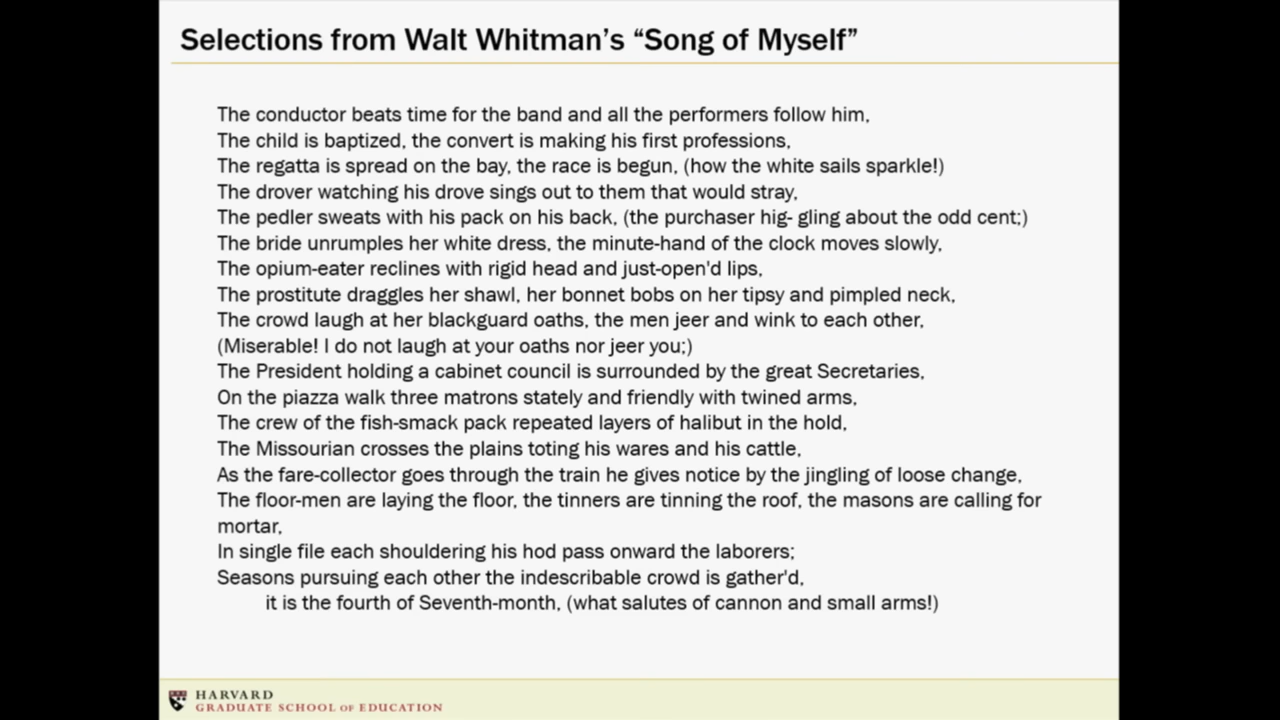 Selections from Walt Whitman’s “Song of Myself”
The conductor beats time for the band and all the performers follow him,
The child is baptized, the convert is making his first professions,
The regatta is spread on the bay, the race is begun, (how the white sails sparkle!)
The drover watching his drove sings out to them that would stray,
The pedler sweats with his pack on his back, (the purchaser hig- gling about the odd cent;)
The bride unrumples her white dress, the minute-hand of the clock moves slowly,
The opium-eater reclines with rigid head and just-open'd lips,
The prostitute draggles her shawl, her bonnet bobs on her tipsy and pimpled neck,
The crowd laugh at her blackguard oaths, the men jeer and wink to each other,
(Miserable! I do not laugh at your oaths nor jeer you;)
The President holding a cabinet council is surrounded by the great Secretaries,
On the piazza walk three matrons stately and friendly with twined arms,
The crew of the fish-smack pack repeated layers of halibut in the hold,
The Missourian crosses the plains toting his wares and his cattle,
As the fare-collector goes through the train he gives notice by the jingling of loose change,
The floor-men are laying the floor, the tinners are tinning the roof, the masons are calling for
mortar,
In single file each shouldering his hod pass onward the laborers;
Seasons pursuing each other the indescribable crowd is gather'd,
it is the fourth of Seventh-month, (what salutes of cannon and small arms!)
HARVARD
GRADUATE SCHOOL OF EDUCATION